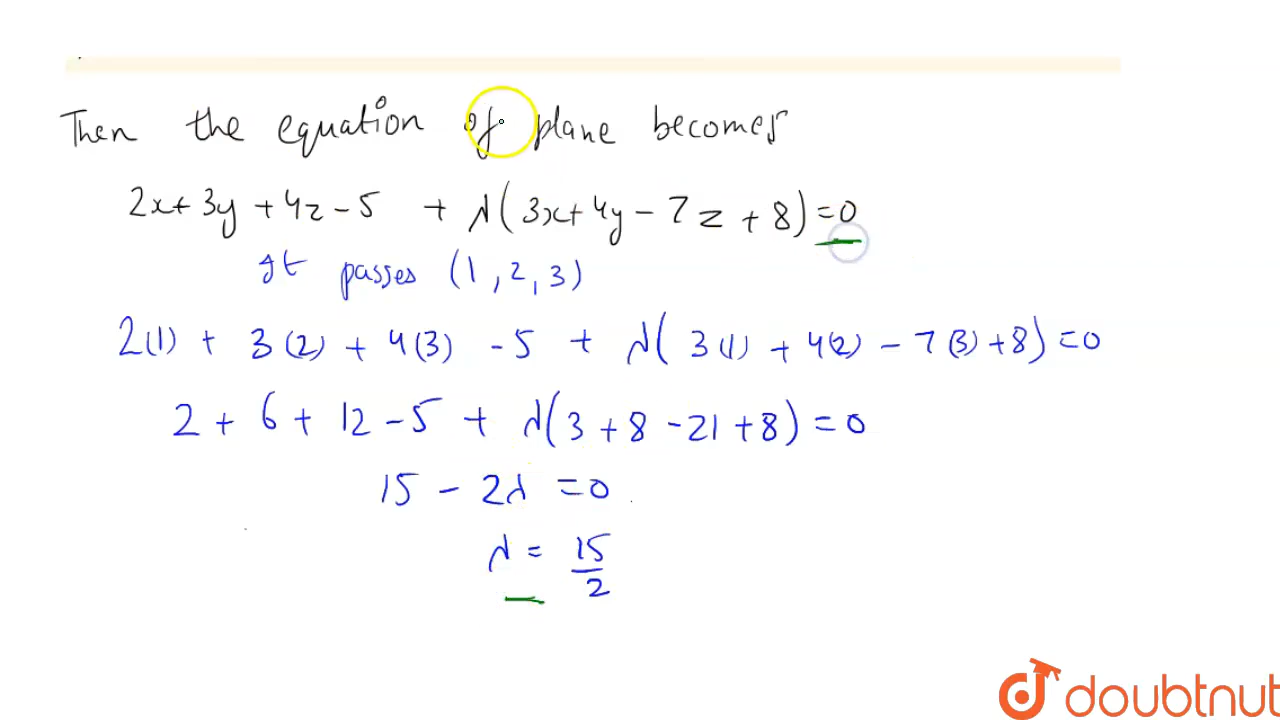 Then the equation of plane becomes
2x + 3y + 4z - 5 + λ(3x + 4y - 7z + 8) = 0
It passes (1, 2, 3)
2(1) + 3(2) + 4(3) - 5 + λ(3(1) + 4(2) - 7(3) + 8) = 0
2 + 6 + 12 - 5 + λ(3 + 8 - 21 + 8) = 0
15 - 2λ = 0
λ = 15/2
doubtnut